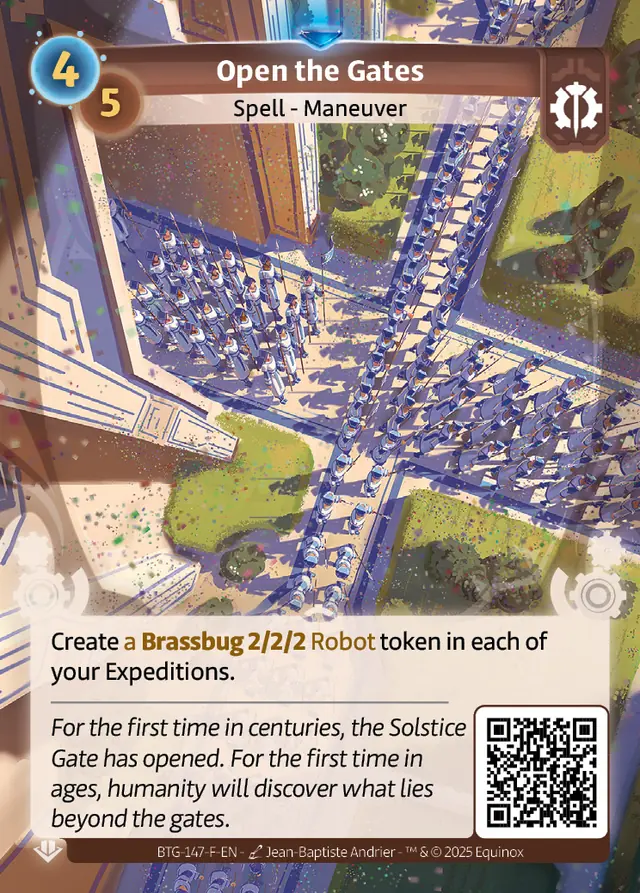 4
5
Open the Gates
Spell - Maneuver
Create a Brassbug 2/2/2 Robot token in each of
your Expeditions.
For the first time in centuries, the Solstice
Gate has opened. For the first time in
ages, humanity will discover what lies
beyond the gates.
BTG-147-F-EN - Jean-Baptiste Andrier - ™ & © 2025 Equinox